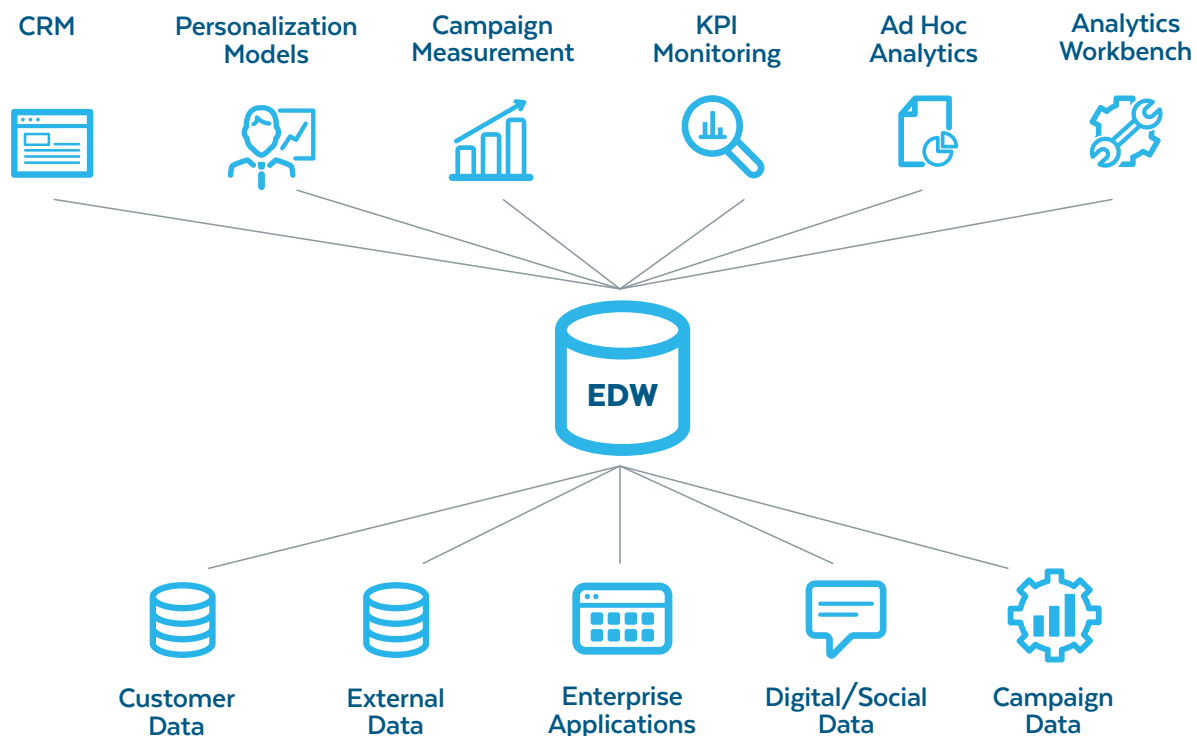 CRM
Personalization
Models
Campaign
Measurement
KPI
Monitoring
Ad Hoc
Analytics
Analytics
Workbench
EDW
Customer
Data
External
Data
Enterprise
Applications
Digital/Social
Data
Campaign
Data